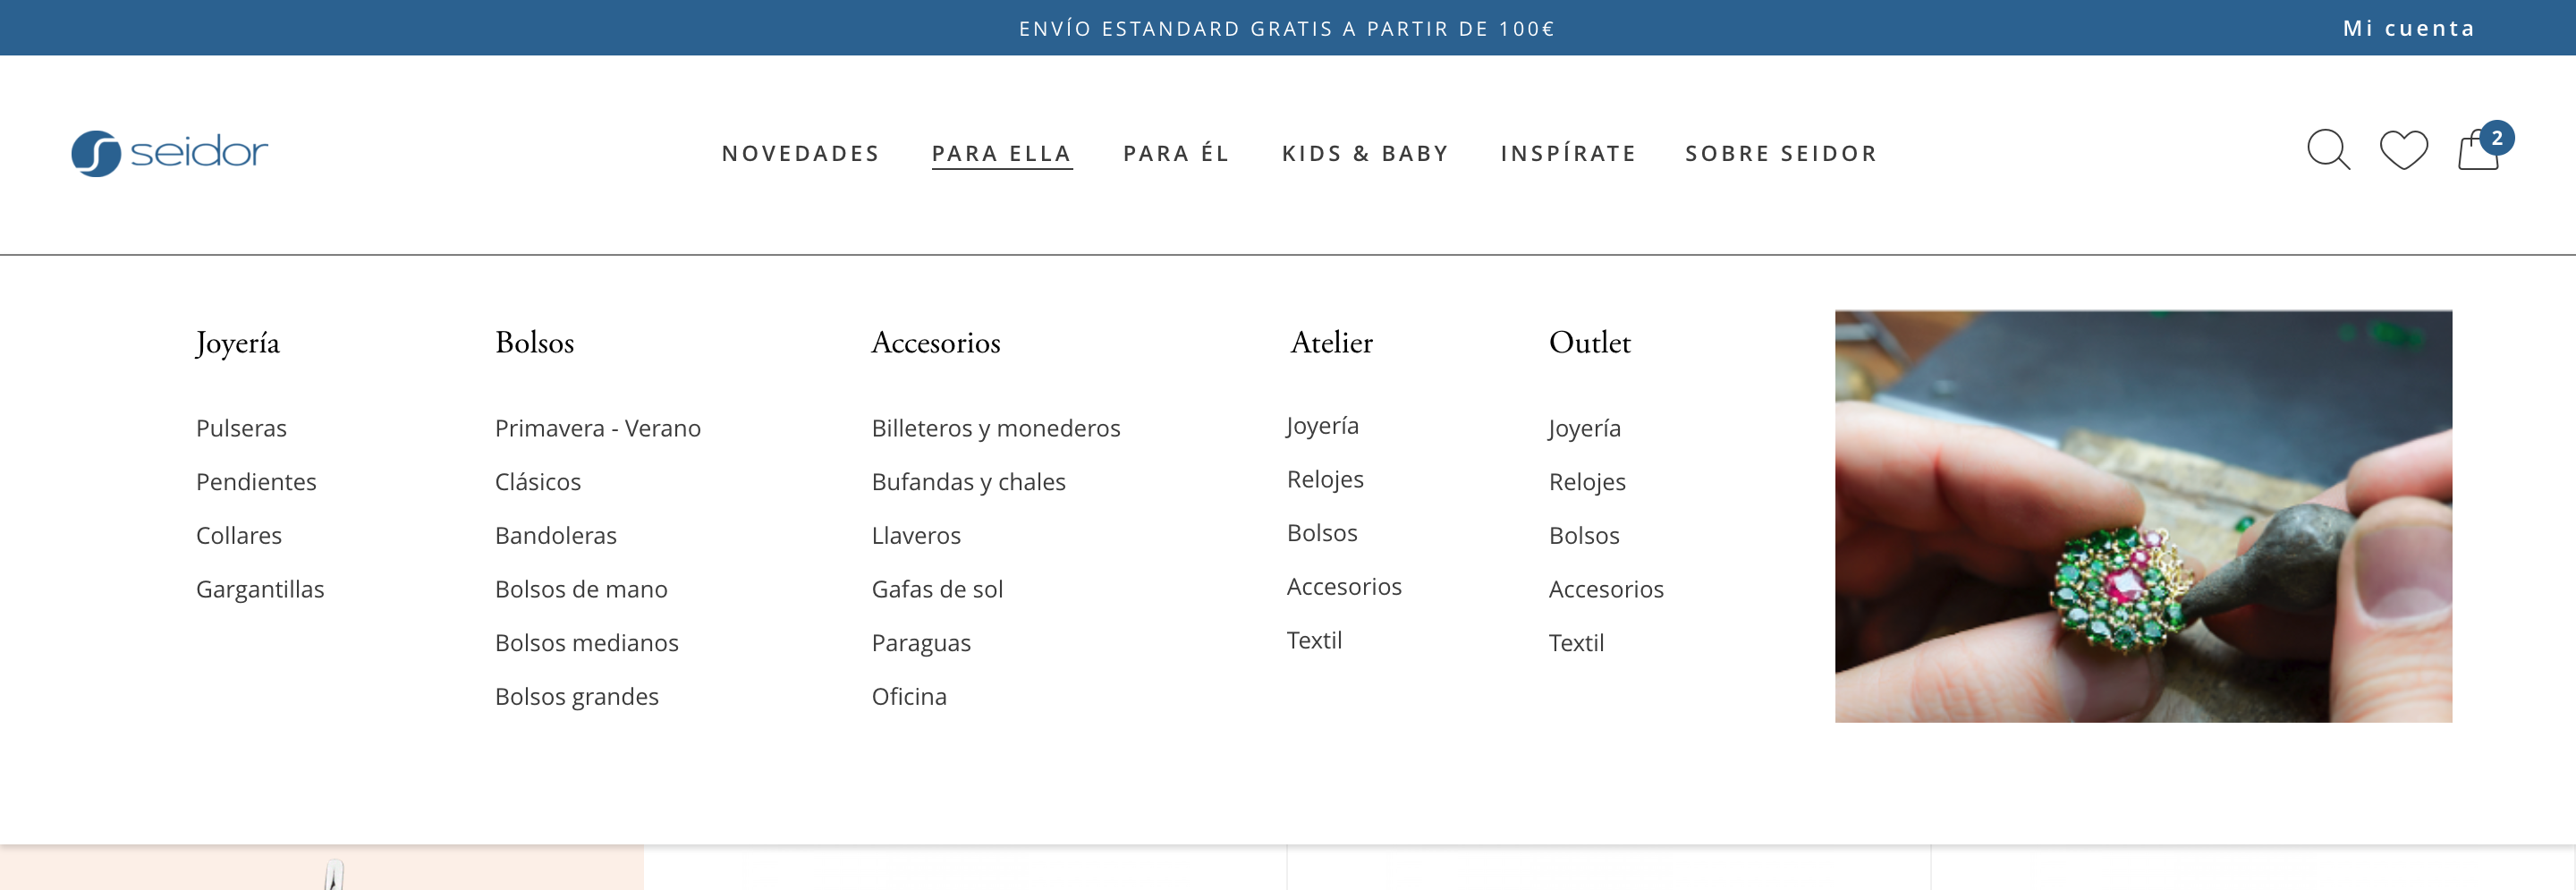 ENVÍO ESTANDARD GRATIS A PARTIR DE 100€
Mi cuenta
seidor
NOVEDADES
PARA ELLA
PARA ÉL
KIDS & BABY
INSPÍRATE
SOBRE SEIDOR
2
Joyería
Pulseras
Pendientes
Collares
Gargantillas
Bolsos
Primavera - Verano
Clásicos
Bandoleras
Bolsos de mano
Bolsos medianos
Bolsos grandes
Accesorios
Billeteros y monederos
Bufandas y chales
Llaveros
Gafas de sol
Paraguas
Oficina
Atelier
Joyería
Relojes
Bolsos
Accesorios
Textil
Outlet
Joyería
Relojes
Bolsos
Accesorios
Textil